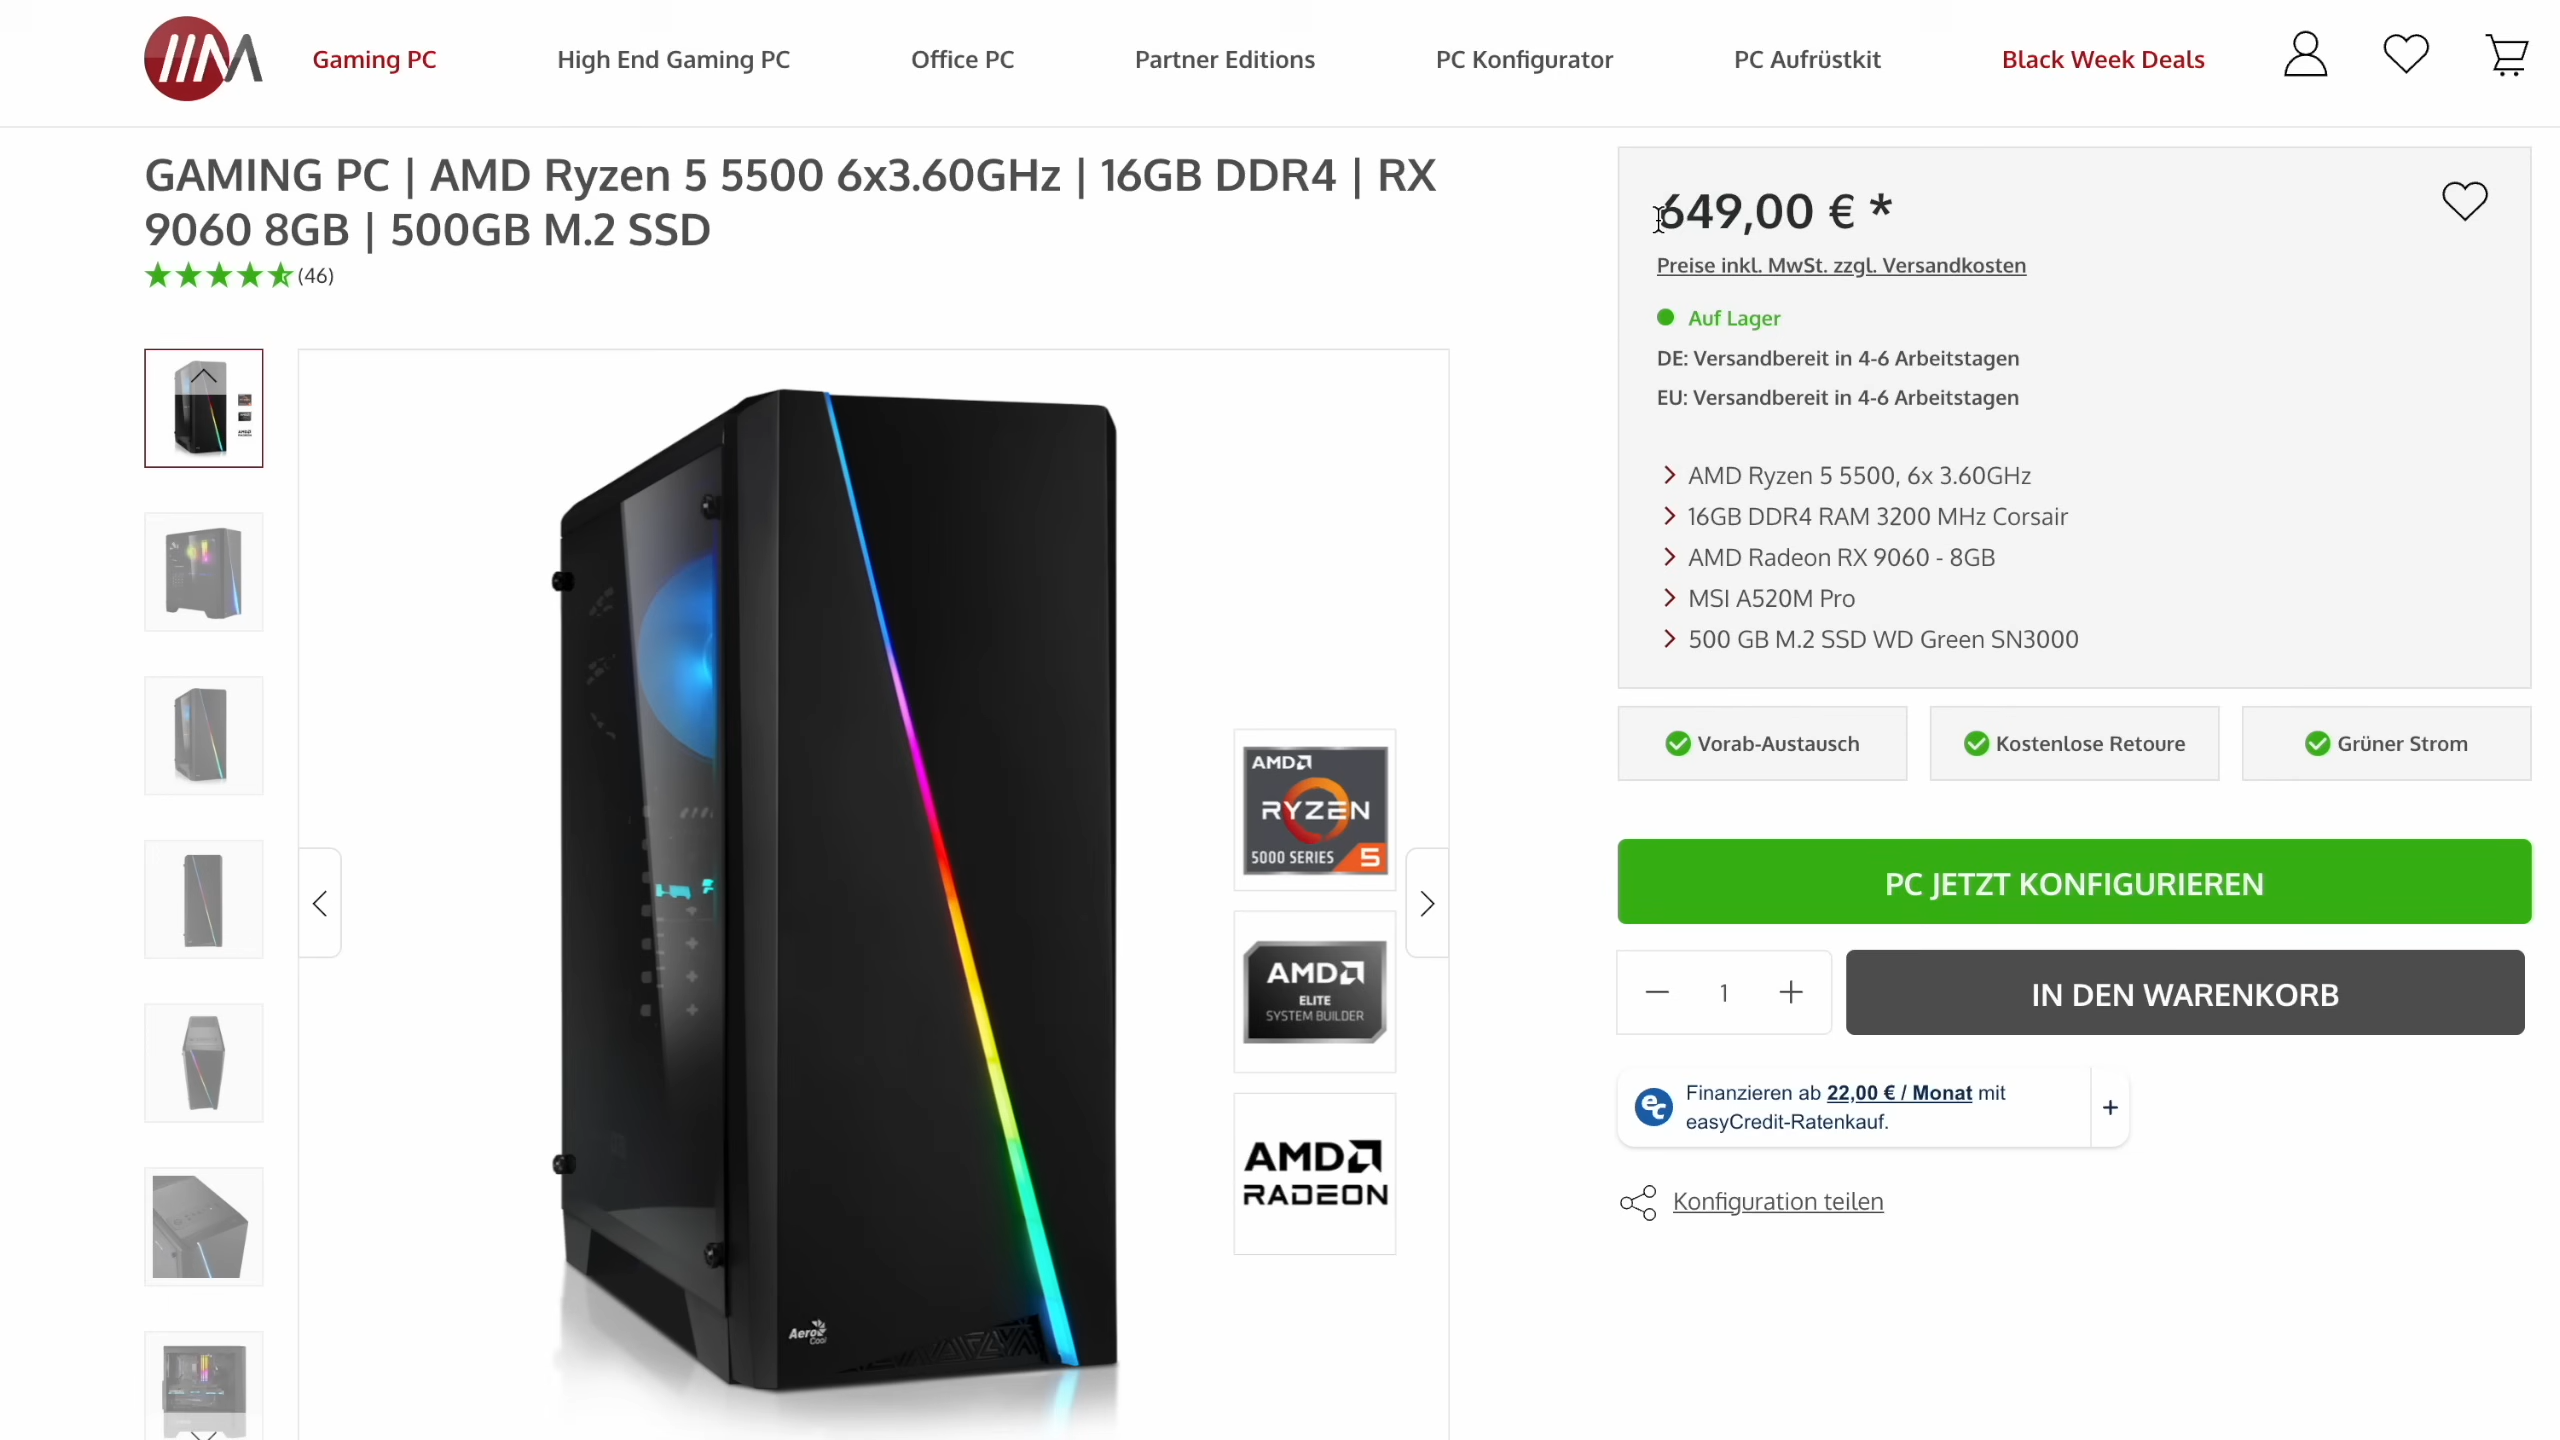 Gaming PC
High End Gaming PC
Office PC
Partner Editions
PC Konfigurator
PC Aufrüstkit
Black Week Deals
GAMING PC | AMD Ryzen 5 5500 6x3.60GHz | 16GB DDR4 | RX
9060 8GB | 500GB M.2 SSD
(46)
AMD
RYZEN
5000 SERIES 5
AMD
ELITE
SYSTEM BUILDER
AMD
RADEON
Aero
Cool
649,00 € *
Preise inkl. MwSt. zzgl. Versandkosten
Auf Lager
DE: Versandbereit in 4-6 Arbeitstagen
EU: Versandbereit in 4-6 Arbeitstagen
AMD Ryzen 5 5500, 6x 3.60GHz
16GB DDR4 RAM 3200 MHz Corsair
AMD Radeon RX 9060 - 8GB
MSI A520M Pro
500 GB M.2 SSD WD Green SN3000
Vorab-Austausch
Kostenlose Retoure
Grüner Strom
PC JETZT KONFIGURIEREN
— 1 +
IN DEN WARENKORB
ec
Finanzieren ab 22,00 € / Monat mit
easyCredit-Ratenkauf.
+
Konfiguration teilen